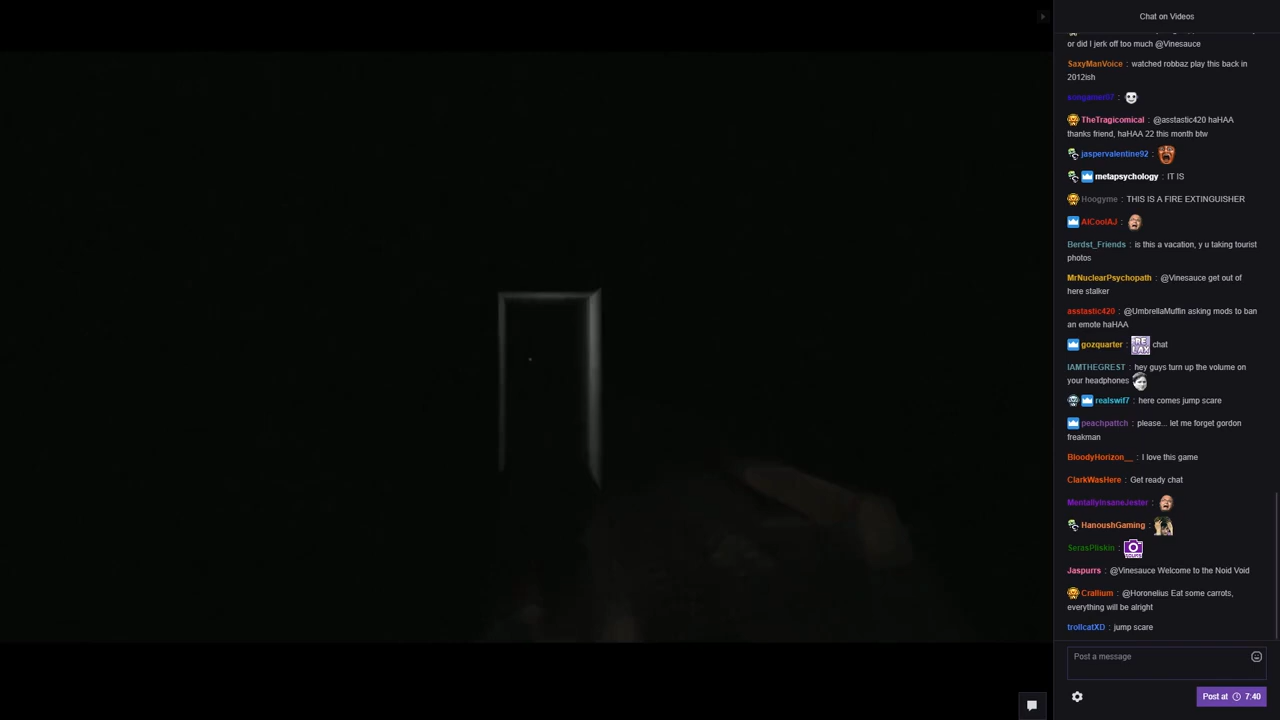 Chat on Videos
or did I jerk off too much @Vinesauce
SaxyManVoice : watched robbaz play this back in
2012ish
:
TheTragicomical : @asstastic420 haHAA
thanks friend, haHAA 22 this month btw
jaspervalentine92 :
metapsychology : IT IS
Hoogyme : THIS IS A FIRE EXTINGUISHER
AlCoolAJ :
Berdst_Friends : is this a vacation, y u taking tourist
photos
MrNuclearPsychopath : @Vinesauce get out of
here stalker
asstastic420 : @UmbrellaMuffin asking mods to ban
an emote haHAA
gozquarter : RE LAX chat
IAMTHEGREST : hey guys turn up the volume on
your headphones
realswif7 : here comes jump scare
peachpattch : please... let me forget gordon
freakman
BloodyHorizon__ : I love this game
ClarkWasHere : Get ready chat
MentallyInsaneJester :
HanoushGaming :
SerasPliskin :
Jaspurrs : @Vinesauce Welcome to the Noid Void
Crallium : @Horonelius Eat some carrots,
everything will be alright
trollcatXD : jump scare
Post a message
Post at 7:40